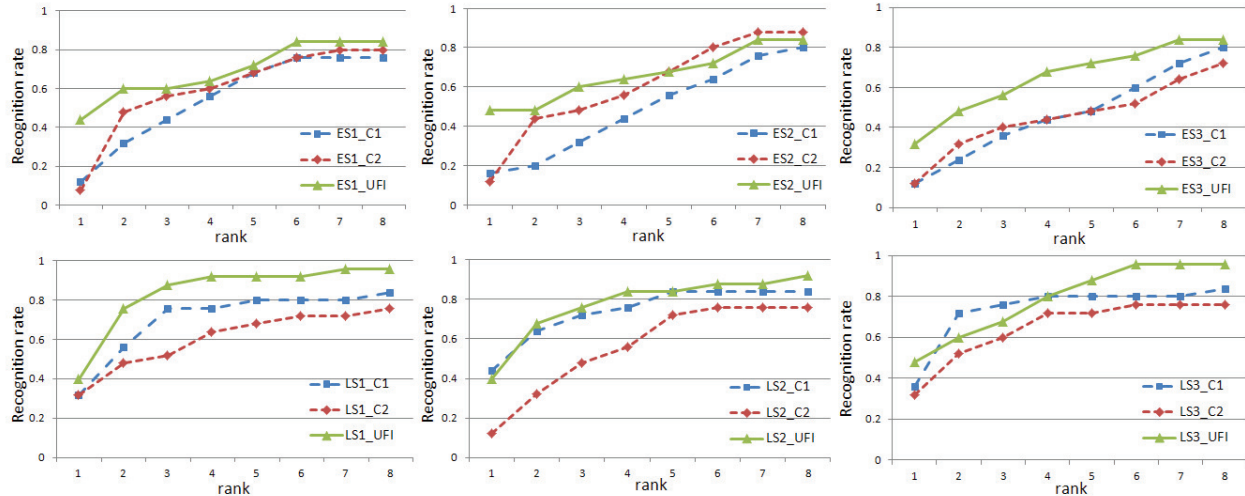 Recognition rate
1
0.8
0.6
0.4
0.2
0
ES1_C1
ES1_C2
ES1_UFI
1 2 3 4 5 6 7 8
rank
Recognition rate
1
0.8
0.6
0.4
0.2
0
ES2_C1
ES2_C2
ES2_UFI
1 2 3 4 5 6 7 8
rank
Recognition rate
1
0.8
0.6
0.4
0.2
0
ES3_C1
ES3_C2
ES3_UFI
1 2 3 4 5 6 7 8
rank
Recognition rate
1
0.8
0.6
0.4
0.2
0
LS1_C1
LS1_C2
LS1_UFI
1 2 3 4 5 6 7 8
rank
Recognition rate
1
0.8
0.6
0.4
0.2
0
LS2_C1
LS2_C2
LS2_UFI
1 2 3 4 5 6 7 8
rank
Recognition rate
1
0.8
0.6
0.4
0.2
0
LS3_C1
LS3_C2
LS3_UFI
1 2 3 4 5 6 7 8
rank